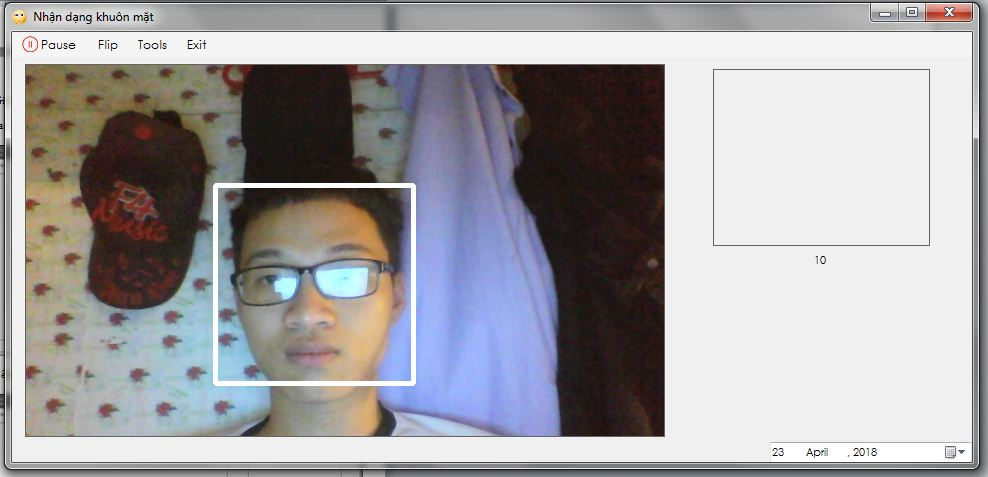 Nhận dạng khuôn mặt
Pause Flip Tools Exit
F4
Music
10
23 April , 2018